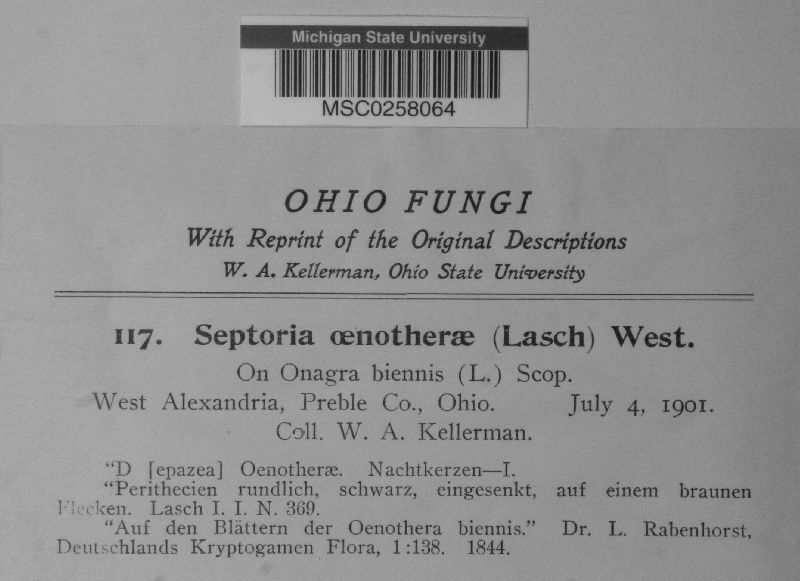 Michigan State University
MSC0258064
OHIO FUNGI
With Reprint of the Original Descriptions
W. A. Kellerman, Ohio State University
117. Septoria œnotheræ (Lasch) West.
On Onagra biennis (L.) Scop.
West Alexandria, Preble Co., Ohio. July 4, 1901.
Coll. W. A. Kellerman.
"D [epazea] Oenotheræ. Nachtkerzen—I.
"Perithecien rundlich, schwarz, eingesenkt, auf einem braunen
Flecken. Lasch I. I. N. 369.
"Auf den Blättern der Oenothera biennis." Dr. L. Rabenhorst,
Deutschlands Kryptogamen Flora, 1:138. 1844.